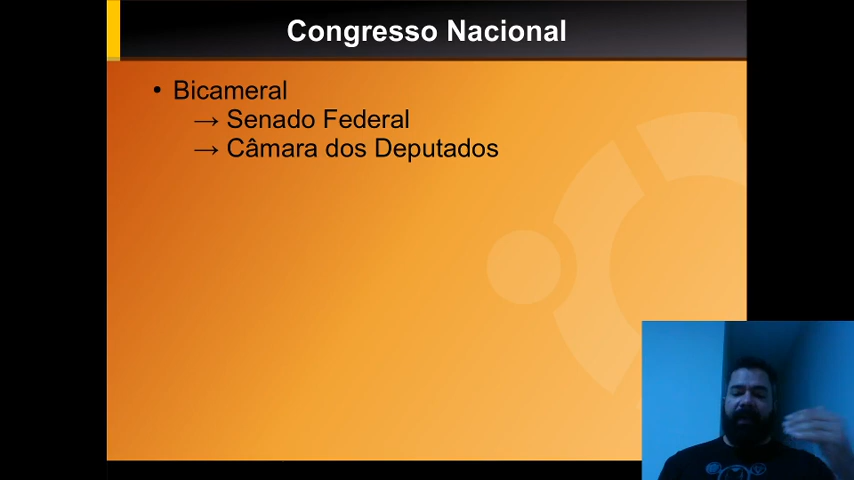 Congresso Nacional
• Bicameral
→ Senado Federal
→ Câmara dos Deputados